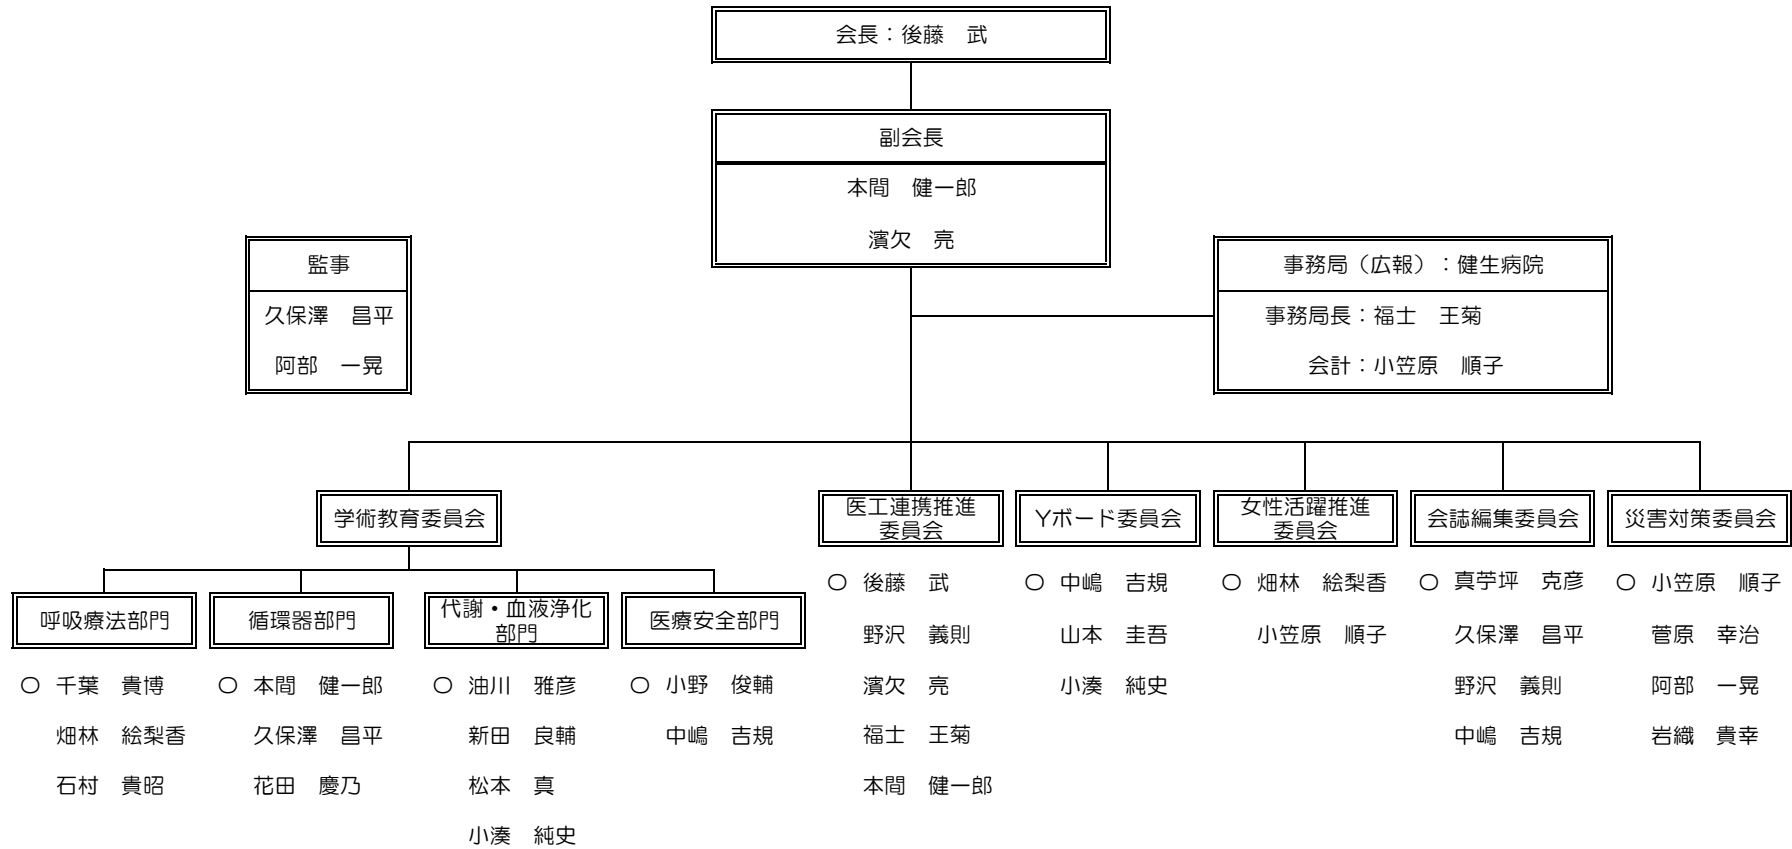 会長：後藤　武
副会長
本間　健一郎
濱欠　亮
監事
久保澤　昌平
阿部　一晃
事務局（広報）：健生病院
事務局長：福士　王菊
会計：小笠原　順子
学術教育委員会
医工連携推進
委員会
Yボード委員会
女性活躍推進
委員会
会誌編集委員会
災害対策委員会
呼吸療法部門
循環器部門
代謝・血液浄化
部門
医療安全部門
〇　千葉　貴博
畑林　絵梨香
石村　貴昭
〇　本間　健一郎
久保澤　昌平
花田　慶乃
〇　油川　雅彦
新田　良輔
松本　真
小湊　純史
〇　小野　俊輔
中嶋　吉規
〇　後藤　武
野沢　義則
濱欠　亮
福士　王菊
本間　健一郎
〇　中嶋　吉規
山本　圭吾
小湊　純史
〇　畑林　絵梨香
小笠原　順子
〇　真苧坪　克彦
久保澤　昌平
野沢　義則
中嶋　吉規
〇　小笠原　順子
菅原　幸治
阿部　一晃
岩織　貴幸